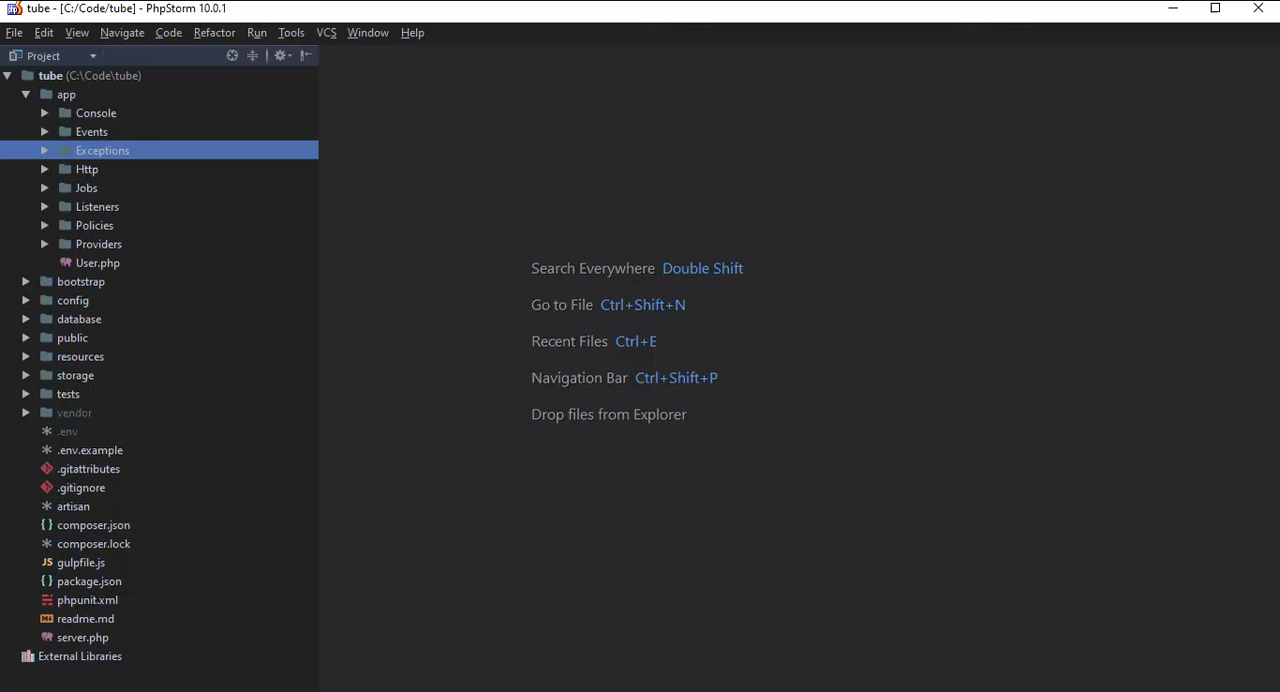 tube - [C:/Code/tube] - PhpStorm 10.0.1
File Edit View Navigate Code Refactor Run Tools VCS Window Help
Project
tube (C:\Code\tube)
app
Console
Events
Exceptions
Http
Jobs
Listeners
Policies
Providers
User.php
bootstrap
config
database
public
resources
storage
tests
vendor
.env
.env.example
.gitattributes
.gitignore
artisan
composer.json
composer.lock
JS gulpfile.js
package.json
phpunit.xml
readme.md
server.php
External Libraries
Search Everywhere Double Shift
Go to File Ctrl+Shift+N
Recent Files Ctrl+E
Navigation Bar Ctrl+Shift+P
Drop files from Explorer